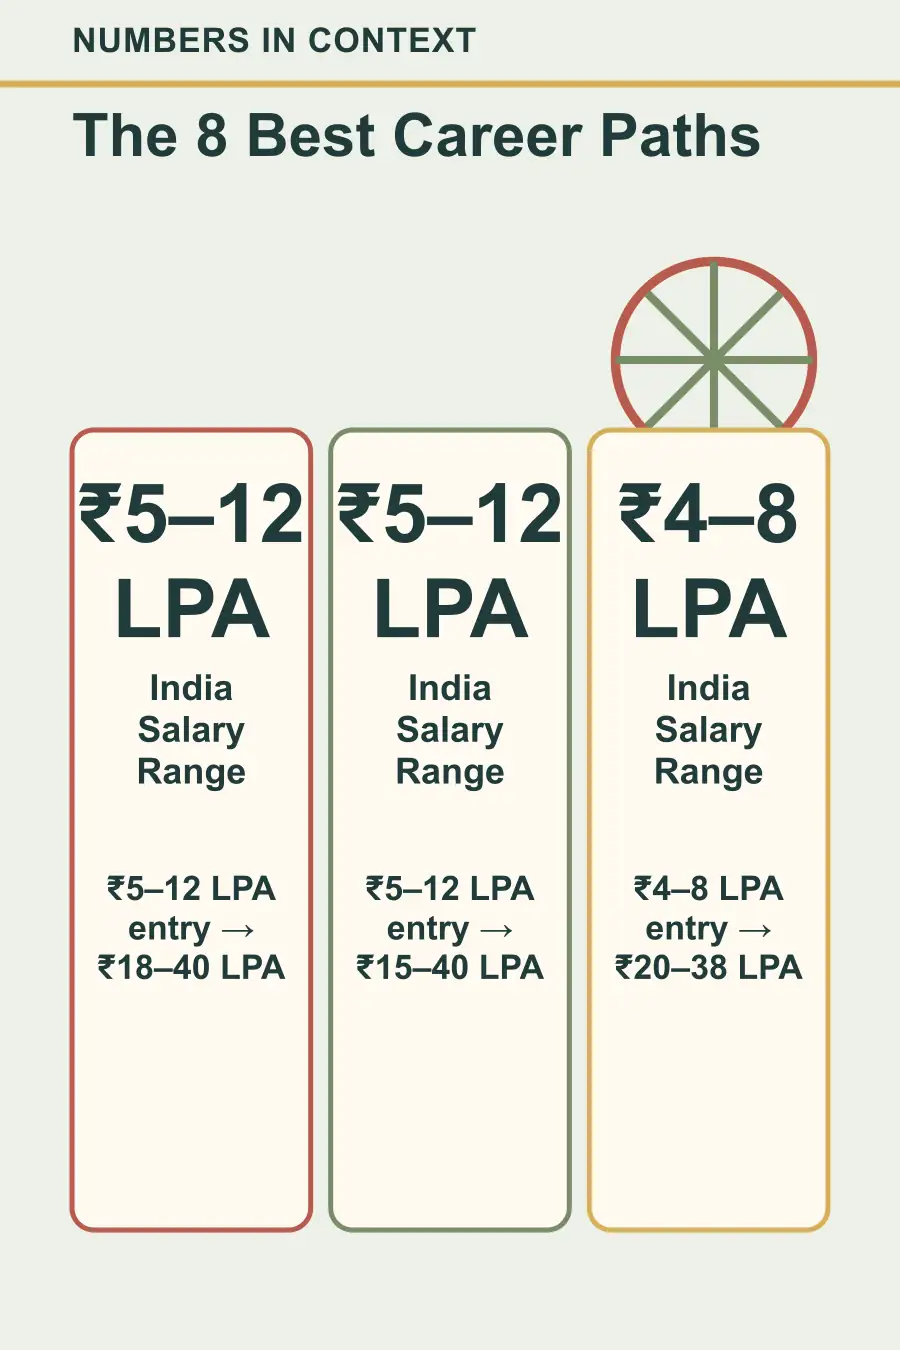 NUMBERS IN CONTEXT
The 8 Best Career Paths
₹5–12
LPA
India
Salary
Range
₹5–12 LPA
entry →
₹18–40 LPA
₹5–12
LPA
India
Salary
Range
₹5–12 LPA
entry →
₹15–40 LPA
₹4–8
LPA
India
Salary
Range
₹4–8 LPA
entry →
₹20–38 LPA